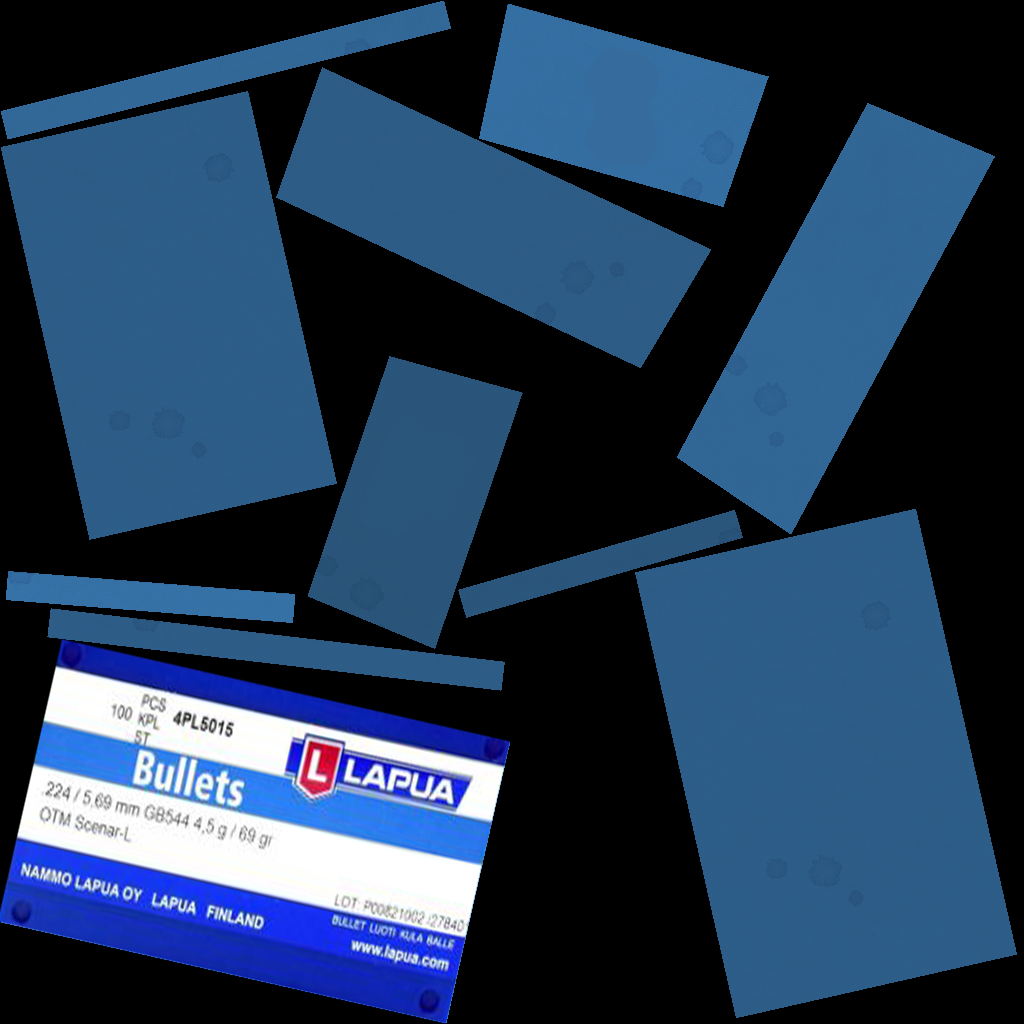 100 PCS
KPL
ST
4PL5015
L LAPUA
Bullets
.224 / 5,69 mm GB544 4,5 g / 69 gr
OTM Scenar-L
NAMMO LAPUA OY LAPUA FINLAND
LOT: P00821002 /27840
BULLET LUOTI KULA BALLE
www.lapua.com